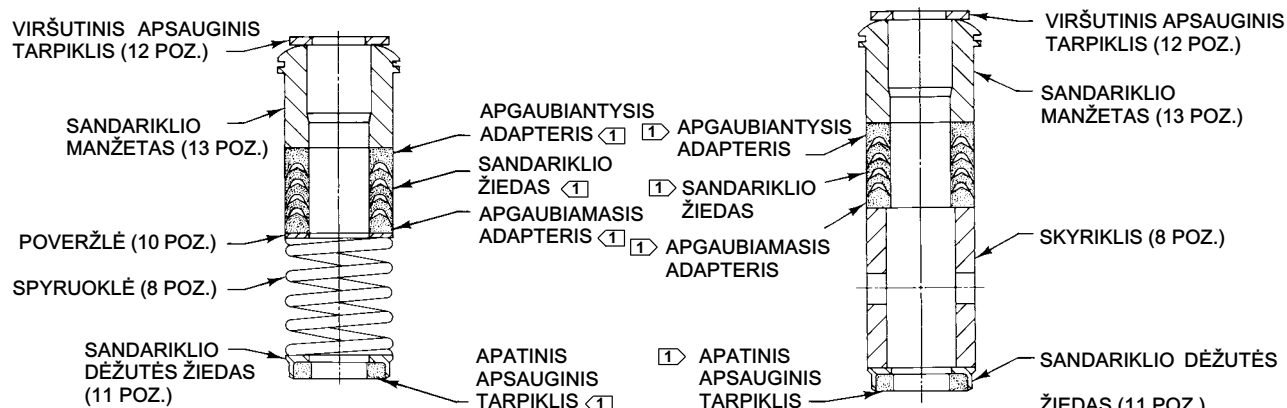 VIRŠUTINIS APSAUGINIS
TARPIKLIS (12 POZ.)
SANDARIKLIO
MANŽETAS (13 POZ.)
POVERŽLĖ (10 POZ.)
SPYRUOKLĖ (8 POZ.)
SANDARIKLIO
DĖŽUTĖS ŽIEDAS
(11 POZ.)
APGAUBIANTYSIS
ADAPTERIS 1
SANDARIKLIO
ŽIEDAS 1
APGAUBIAMASIS
ADAPTERIS 1
APATINIS
APSAUGINIS
TARPIKLIS 1
1 APGAUBIANTYSIS
ADAPTERIS
1 SANDARIKLIO
ŽIEDAS
1 APGAUBIAMASIS
ADAPTERIS
1 APATINIS
APSAUGINIS
TARPIKLIS
VIRŠUTINIS APSAUGINIS
TARPIKLIS (12 POZ.)
SANDARIKLIO
MANŽETAS (13 POZ.)
SKYRIKLIS (8 POZ.)
SANDARIKLIO DĖŽUTĖS
ŽIEDAS (11 POZ.)